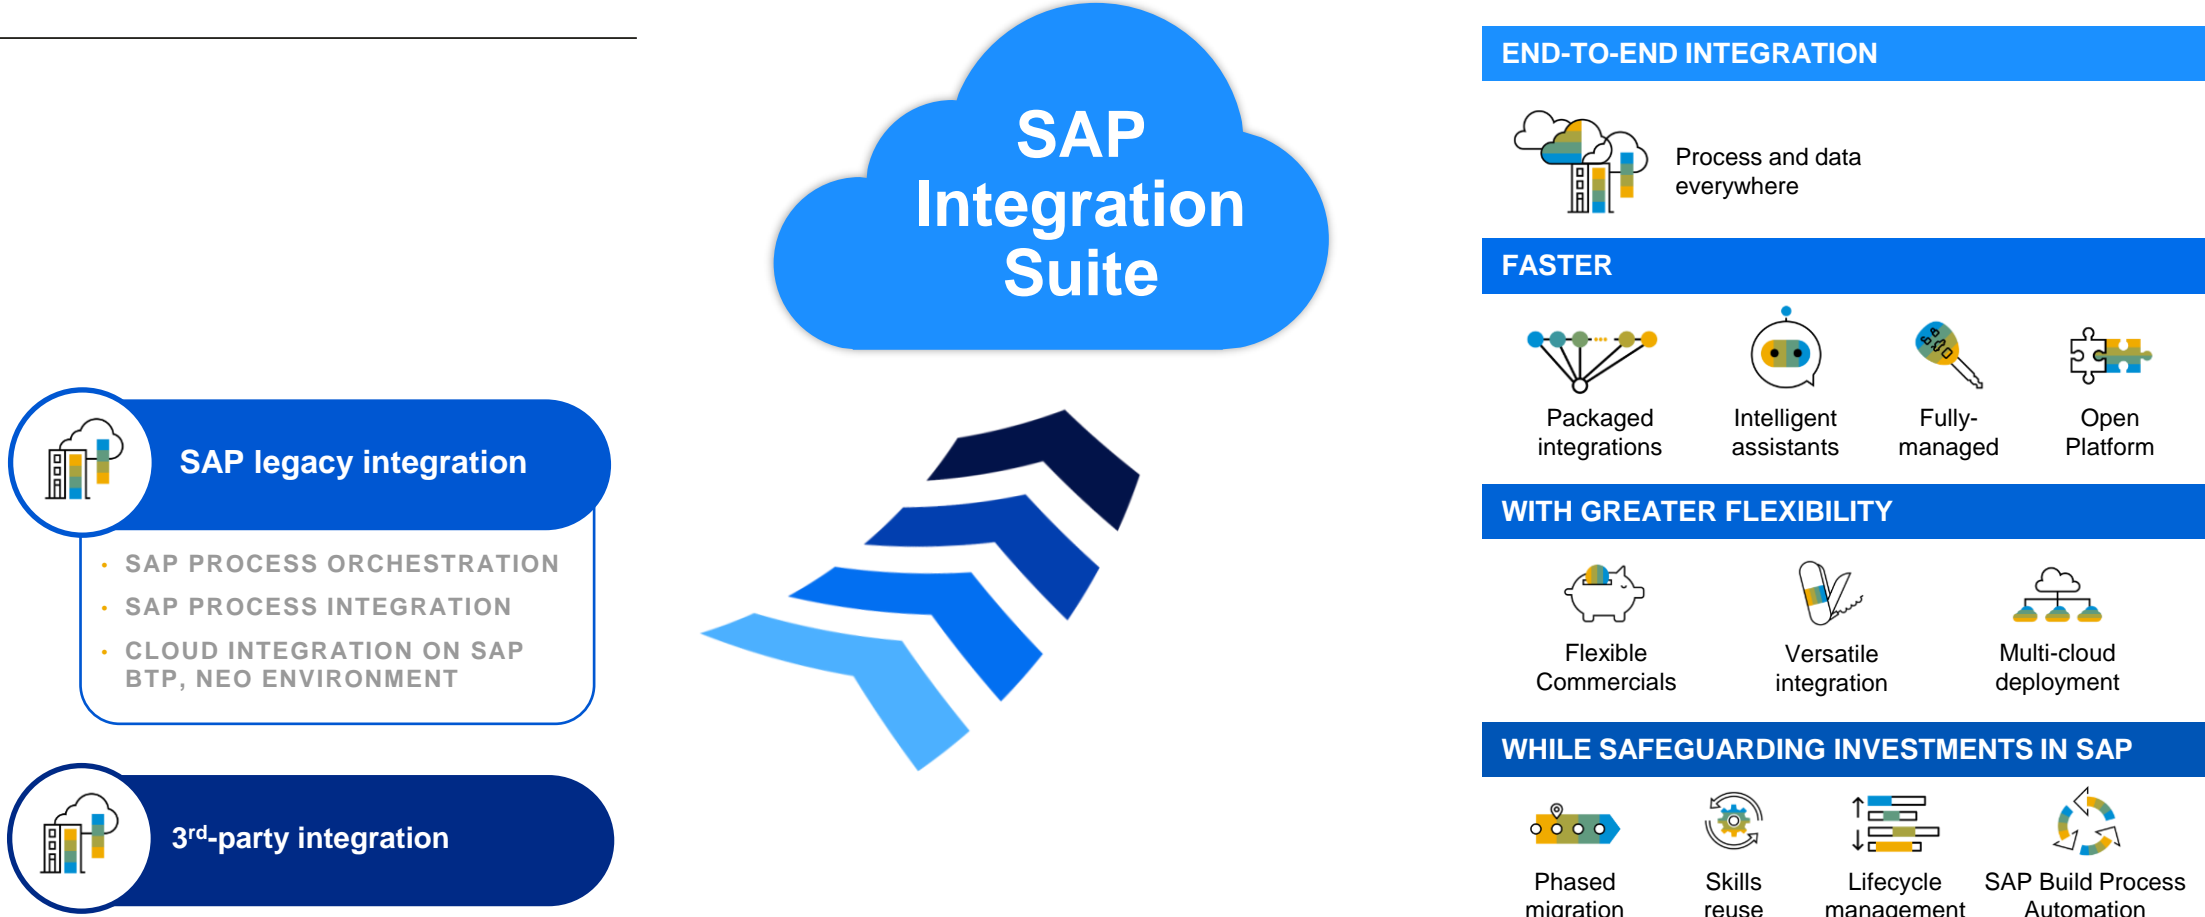 SAP
Integration
Suite
SAP legacy integration
• SAP PROCESS ORCHESTRATION
• SAP PROCESS INTEGRATION
• CLOUD INTEGRATION ON SAP
BTP, NEO ENVIRONMENT
3rd-party integration
END-TO-END INTEGRATION
Process and data
everywhere
FASTER
Packaged
integrations
Intelligent
assistants
Fully-
managed
Open
Platform
WITH GREATER FLEXIBILITY
Flexible
Commercials
Versatile
integration
Multi-cloud
deployment
WHILE SAFEGUARDING INVESTMENTS IN SAP
Phased
migration
Skills
reuse
Lifecycle
management
SAP Build Process
Automation